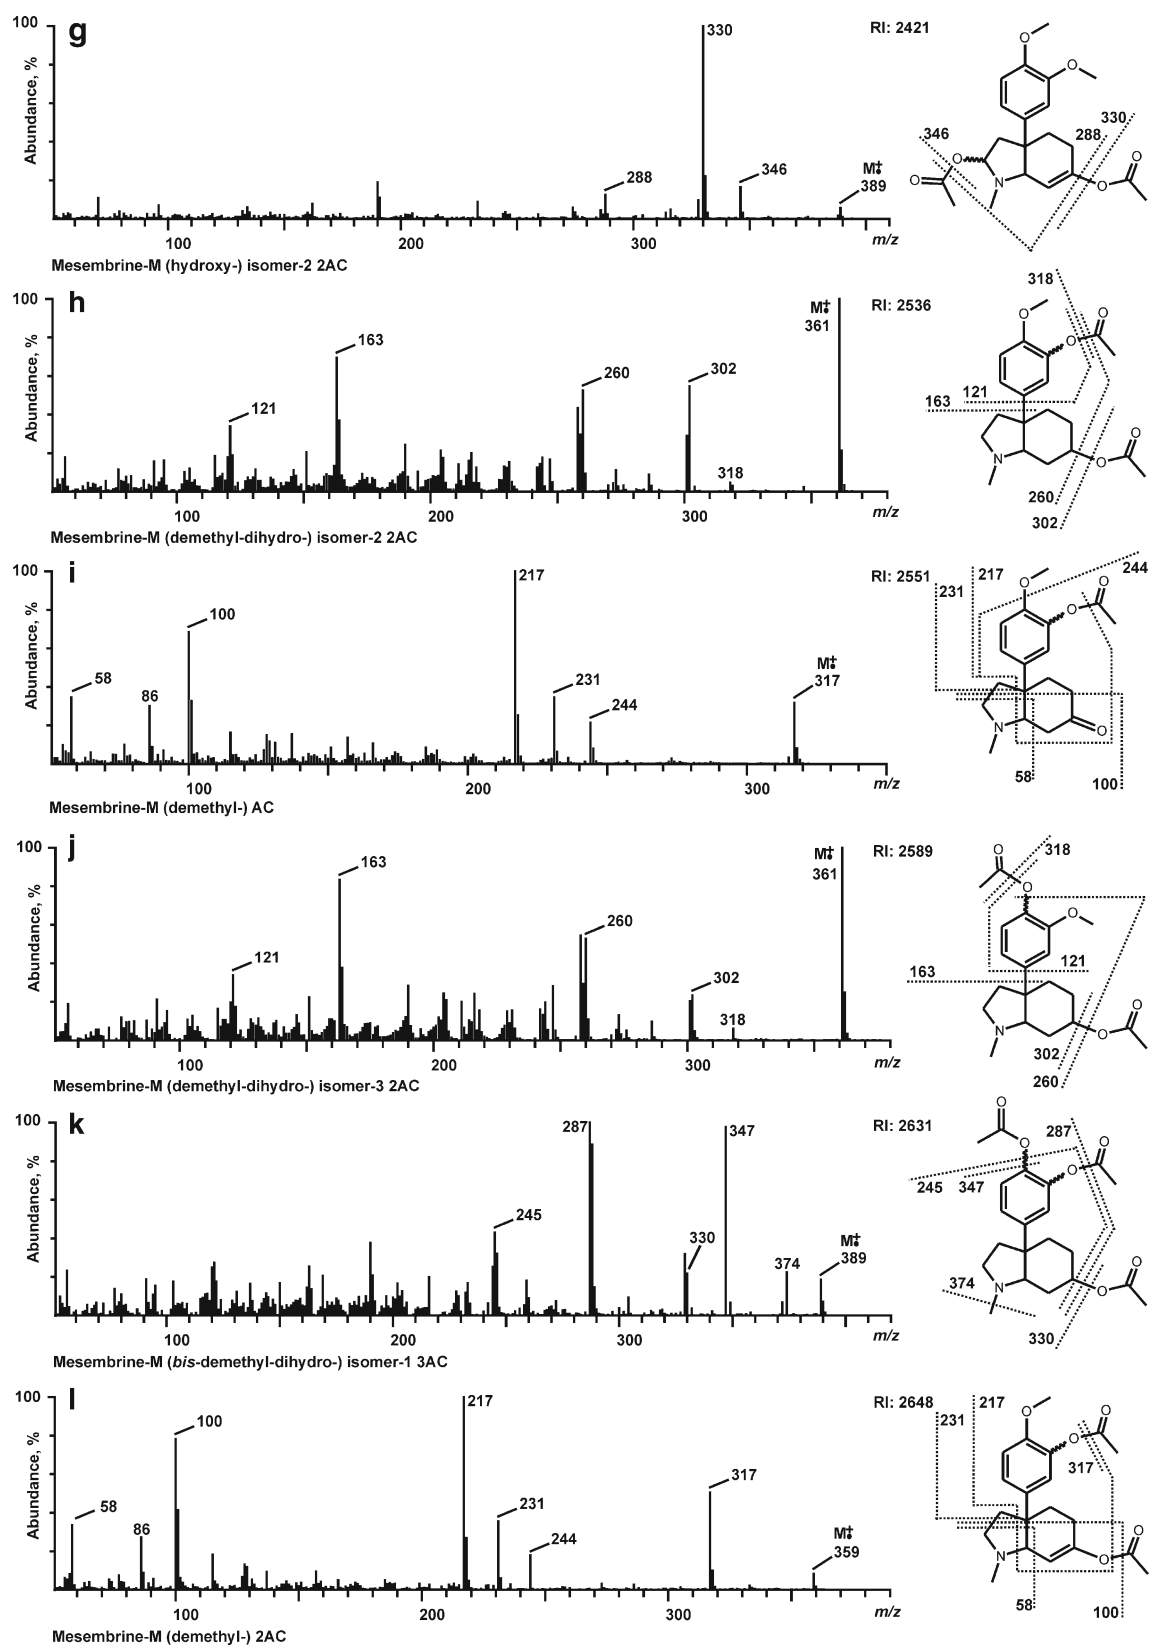 g
RI: 2421
100
Abundance, %
330
288
346
M+•
389
100
200
300
m/z
Mesembrine-M (hydroxy-) isomer-2 2AC
O
O
346
288
330
O
O
N
O
O
h
RI: 2536
100
Abundance, %
121
163
260
302
318
M+•
361
100
200
300
m/z
Mesembrine-M (demethyl-dihydro-) isomer-2 2AC
318
O
O
O
121
163
N
O
O
260
302
i
RI: 2551
100
Abundance, %
58
86
100
217
231
244
M+•
317
100
200
300
m/z
Mesembrine-M (demethyl-) AC
244
217
231
O
O
O
N
O
58
100
j
RI: 2589
100
Abundance, %
121
163
260
302
318
M+•
361
100
200
300
m/z
Mesembrine-M (demethyl-dihydro-) isomer-3 2AC
318
O
O
O
121
163
N
O
O
302
260
k
RI: 2631
100
Abundance, %
245
287
330
347
374
M+•
389
100
200
300
m/z
Mesembrine-M (bis-demethyl-dihydro-) isomer-1 3AC
O
O
287
O
O
245
347
N
O
O
374
330
l
RI: 2648
100
Abundance, %
58
86
100
217
231
244
317
M+•
359
100
200
300
m/z
Mesembrine-M (demethyl-) 2AC
217
231
O
O
O
317
N
O
O
58
100